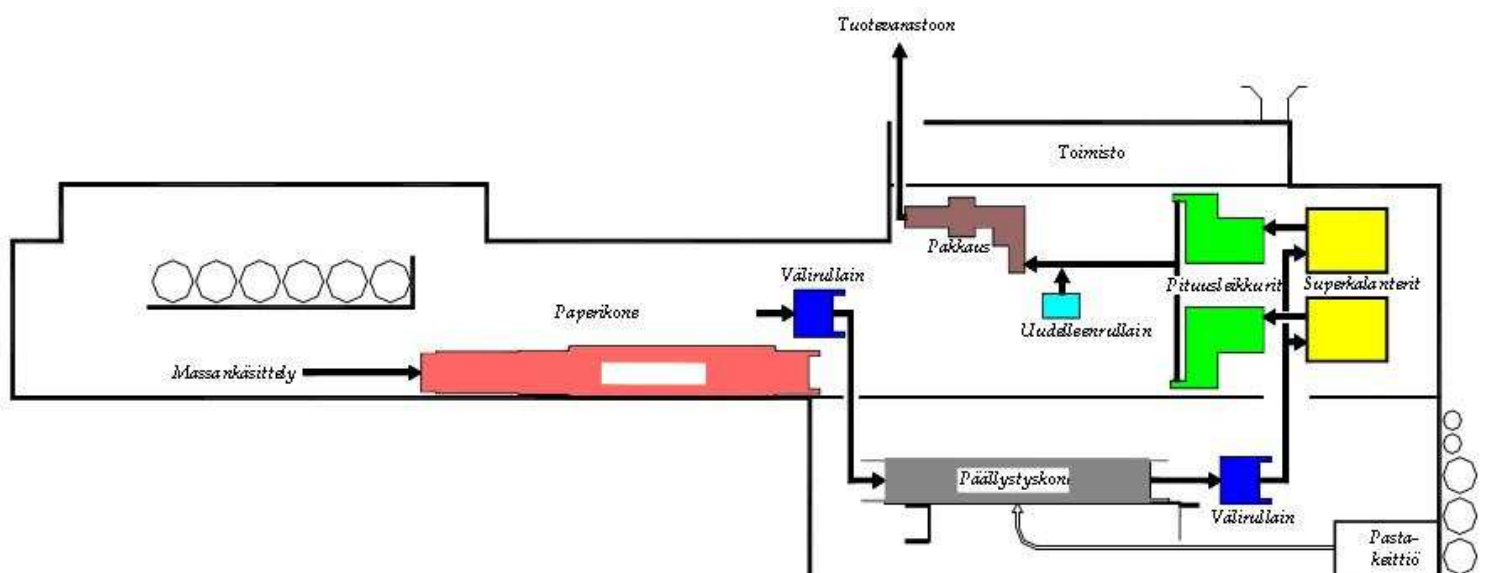 Tuotevarastoon
Toimisto
Pakkaus
Välirullain
Pituusleikkurit
Superkalanterit
Paperikone
Uudelleenrullain
Massankäsittely
Päällystyskone
Välirullain
Pasta-
keittiö